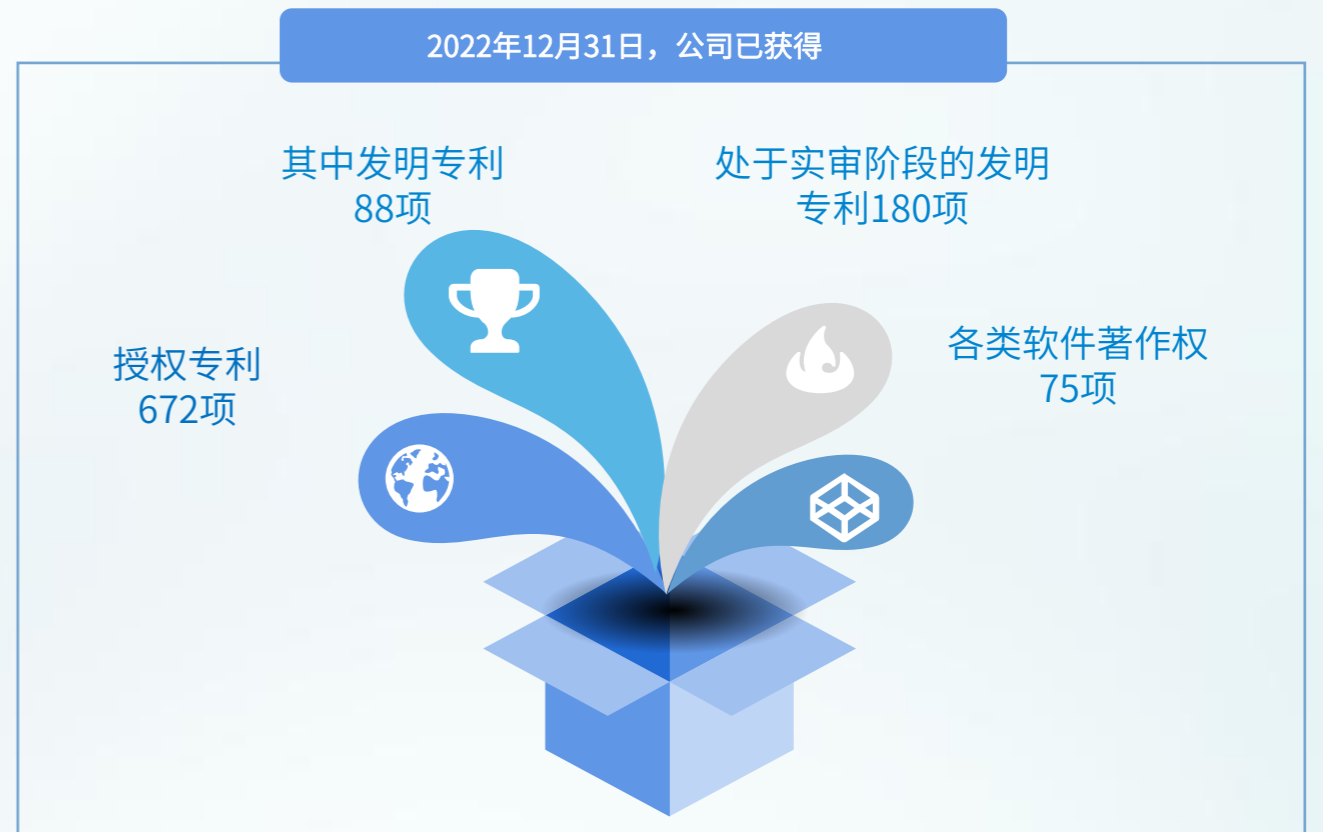 2022年12月31日，公司已获得
其中发明专利
88项
处于实审阶段的发明
专利180项
授权专利
672项
各类软件著作权
75项